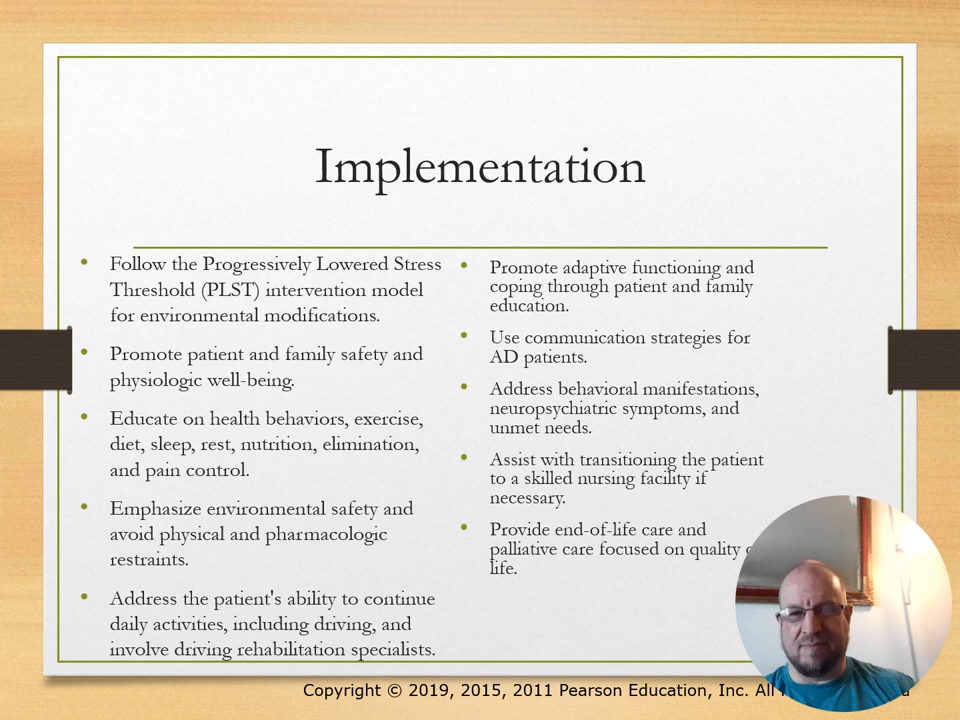 Implementation
• Follow the Progressively Lowered Stress
Threshold (PLST) intervention model
for environmental modifications.
• Promote patient and family safety and
physiologic well-being.
• Educate on health behaviors, exercise,
diet, sleep, rest, nutrition, elimination,
and pain control.
• Emphasize environmental safety and
avoid physical and pharmacologic
restraints.
• Address the patient's ability to continue
daily activities, including driving, and
involve driving rehabilitation specialists.
• Promote adaptive functioning and
coping through patient and family
education.
• Use communication strategies for
AD patients.
• Address behavioral manifestations,
neuropsychiatric symptoms, and
unmet needs.
• Assist with transitioning the patient
to a skilled nursing facility if
necessary.
• Provide end-of-life care and
palliative care focused on quality
life.
Copyright © 2019, 2015, 2011 Pearson Education, Inc. All